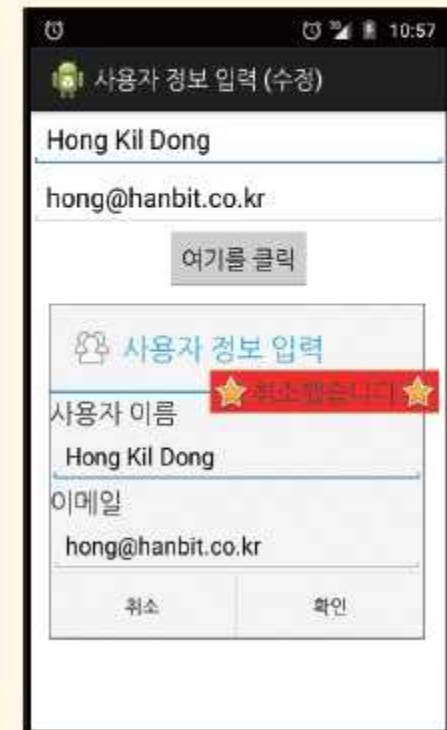 10:57
사용자 정보 입력 (수정)
Hong Kil Dong
hong@hanbit.co.kr
여기를 클릭
사용자 정보 입력
취소했습니다
사용자 이름
Hong Kil Dong
이메일
hong@hanbit.co.kr
취소 확인